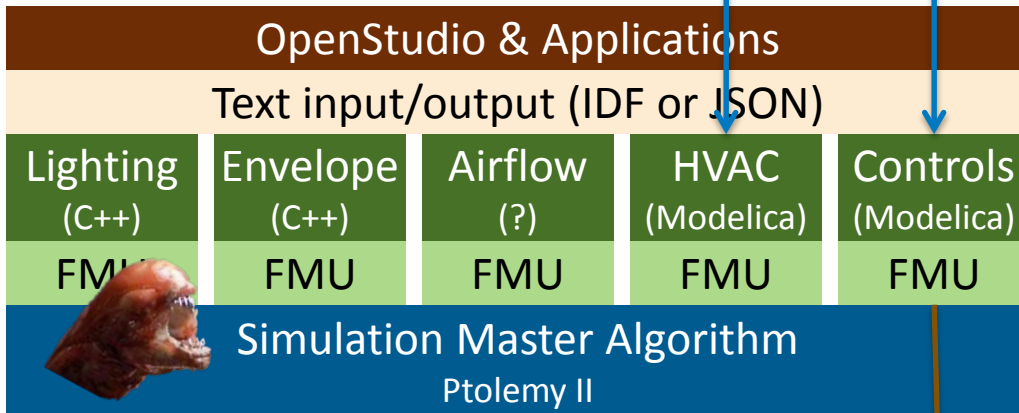 OpenStudio & Applications
Text input/output (IDF or JSON)
Lighting Envelope Airflow HVAC Controls
(C++) (C++) (?) (Modelica) (Modelica)
FMU FMU FMU FMU FMU
Simulation Master Algorithm
Ptolemy II